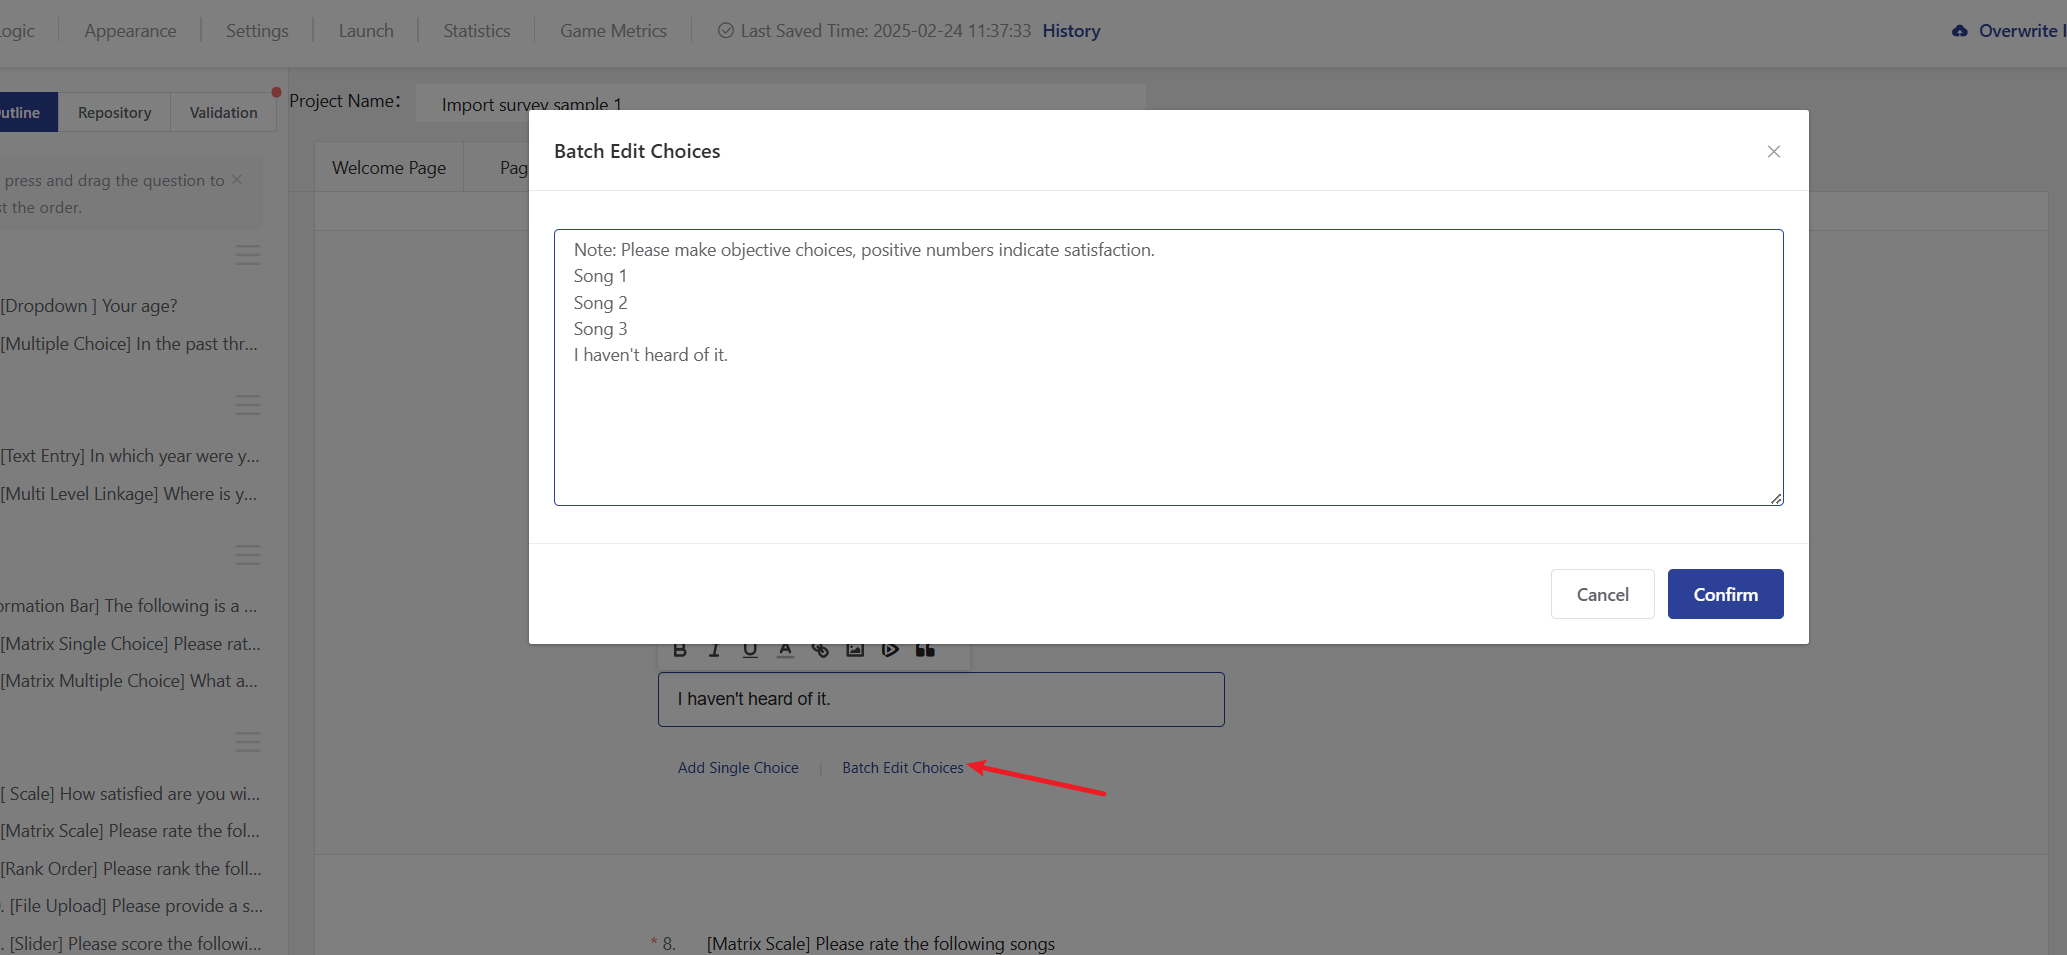 ogic
Appearance
Settings
Launch
Statistics
Game Metrics
Last Saved Time: 2025-02-24 11:37:33
History
Overwrite
utline
Repository
Validation
Project Name:
Import survey sample 1
press and drag the question to
st the order.
Welcome Page
Pag
Batch Edit Choices
Note: Please make objective choices, positive numbers indicate satisfaction.
Song 1
Song 2
Song 3
I haven't heard of it.
Cancel
Confirm
[Dropdown ] Your age?
[Multiple Choice] In the past thr...
[Text Entry] In which year were y...
[Multi Level Linkage] Where is y...
ormation Bar] The following is a ...
[Matrix Single Choice] Please rat...
[Matrix Multiple Choice] What a...
[ Scale] How satisfied are you wi...
[Matrix Scale] Please rate the fol...
[Rank Order] Please rank the foll...
. [File Upload] Please provide a s...
. [Slider] Please score the followi...
B I U A
I haven't heard of it.
Add Single Choice | Batch Edit Choices
* 8. [Matrix Scale] Please rate the following songs